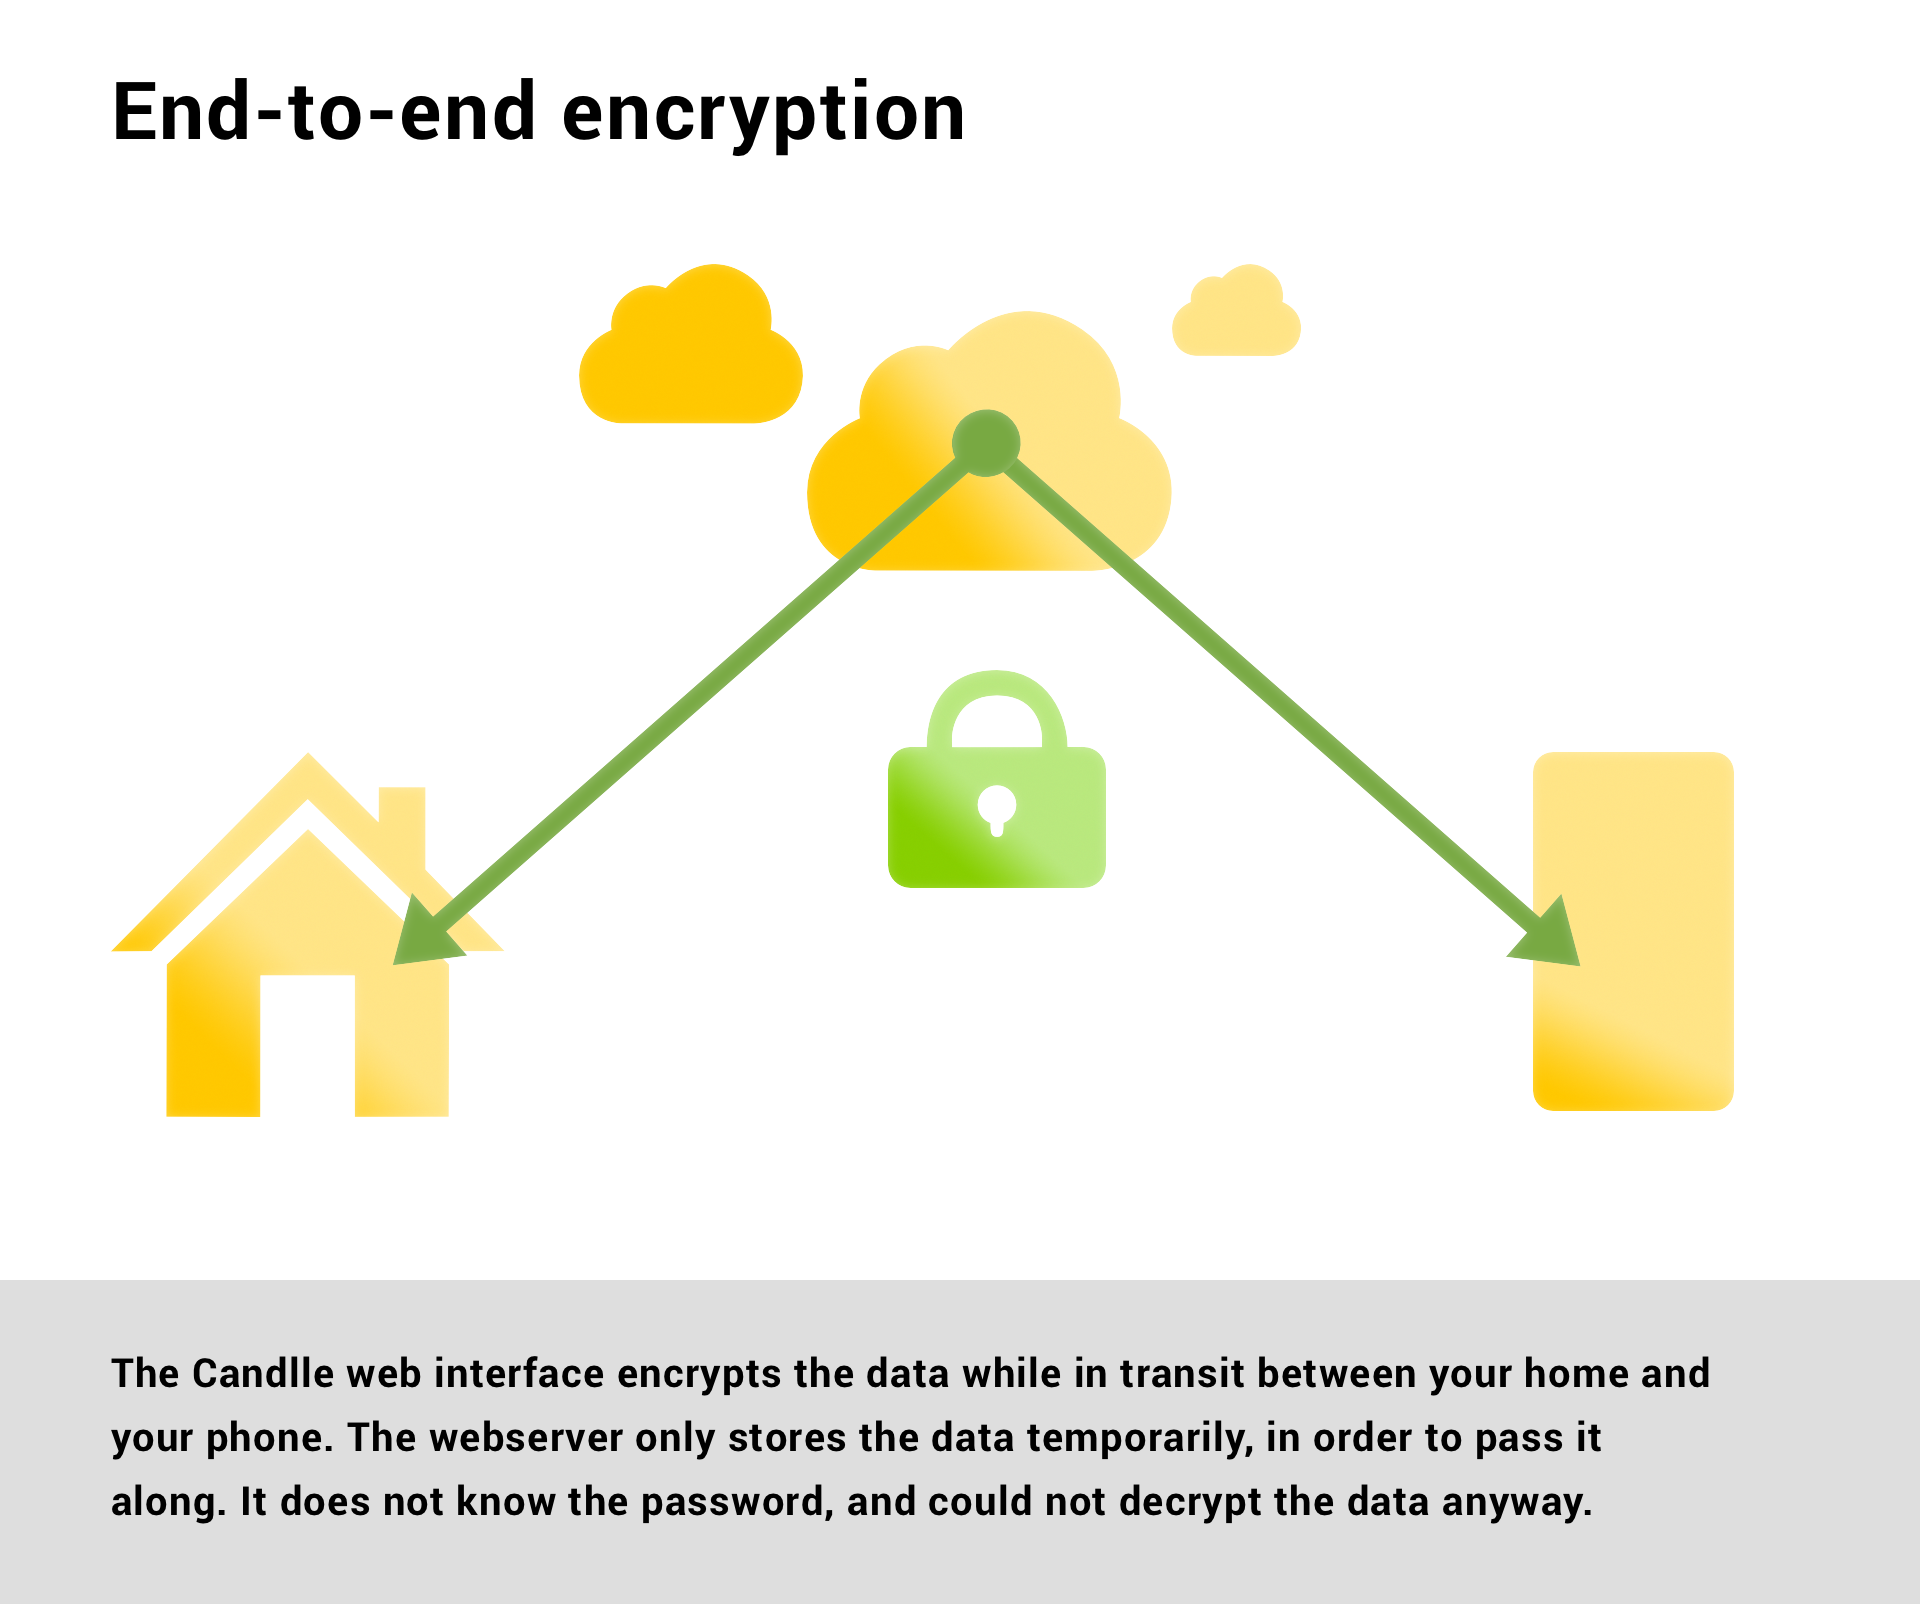 End-to-end encryption
The Candlle web interface encrypts the data while in transit between your home and
your phone. The webserver only stores the data temporarily, in order to pass it
along. It does not know the password, and could not decrypt the data anyway.